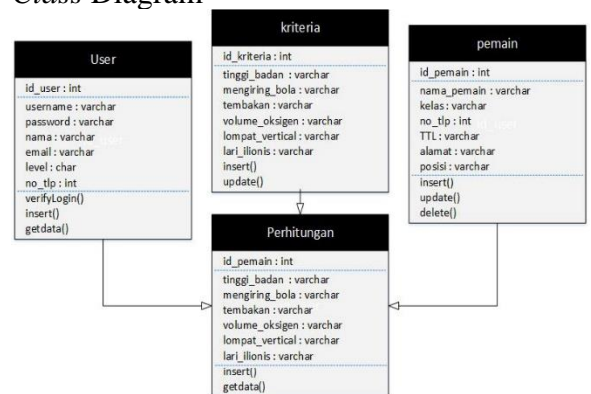 Class Diagram
User
id_user : int
username : varchar
password : varchar
nama : varchar
email : varchar
level : char
no_tlp : int
verifyLogin()
insert()
getdata()
kriteria
id_kriteria : int
tinggi_badan : varchar
mengiring_bola : varchar
tembakan : varchar
volume_oksigen : varchar
lompat_vertical : varchar
lari_ilionis : varchar
insert()
update()
pemain
id_pemain : int
nama_pemain : varchar
kelas : varchar
no_tlp : int
TTL : varchar
alamat : varchar
posisi : varchar
insert()
update()
delete()
Perhitungan
id_pemain : int
tinggi_badan : varchar
mengiring_bola : varchar
tembakan : varchar
volume_oksigen : varchar
lompat_vertical : varchar
lari_ilionis : varchar
insert()
getdata()